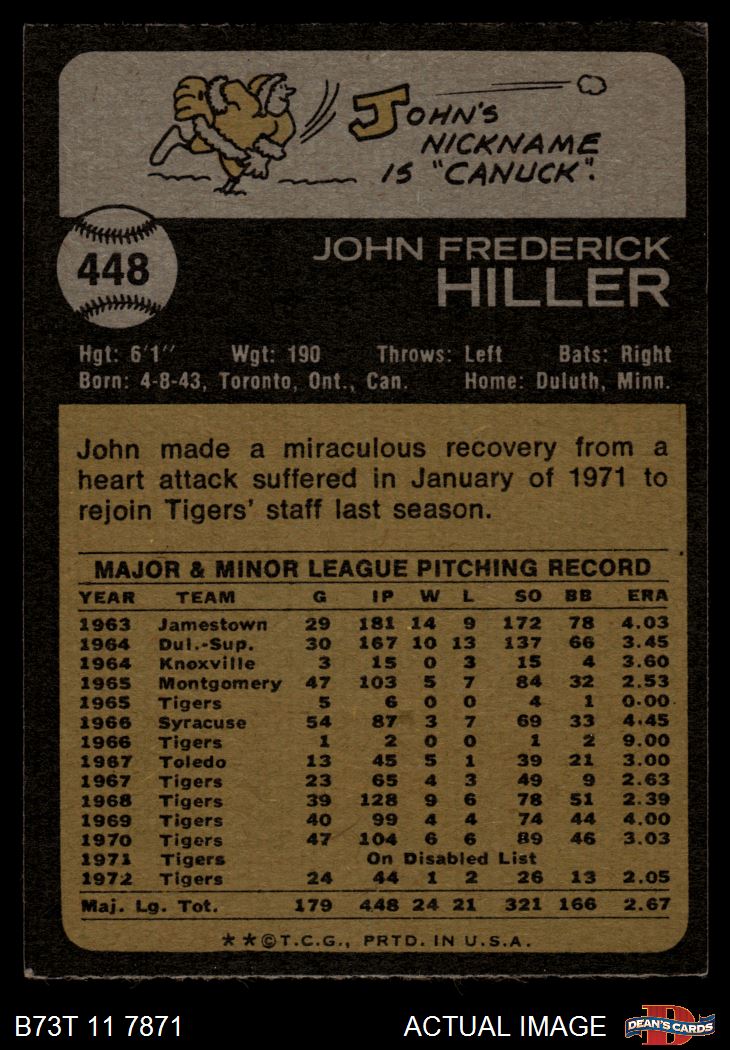 JOHN'S
NICKNAME
IS "CANUCK".
448
JOHN FREDERICK
HILLER
Hgt: 6'1" Wgt: 190 Throws: Left Bats: Right
Born: 4-8-43, Toronto, Ont., Can. Home: Duluth, Minn.
John made a miraculous recovery from a
heart attack suffered in January of 1971 to
rejoin Tigers' staff last season.
MAJOR & MINOR LEAGUE PITCHING RECORD
YEAR TEAM G IP W L SO BB ERA
1963 Jamestown 29 181 14 9 172 78 4.03
1964 Dul.-Sup. 30 167 10 13 137 66 3.45
1964 Knoxville 3 15 0 3 15 4 3.60
1965 Montgomery 47 103 5 7 84 32 2.53
1965 Tigers 5 6 0 0 4 1 0.00
1966 Syracuse 54 87 3 7 69 33 4.45
1966 Tigers 1 2 0 0 1 2 9.00
1967 Toledo 13 45 5 1 39 21 3.00
1967 Tigers 23 65 4 3 49 9 2.63
1968 Tigers 39 128 9 6 78 51 2.39
1969 Tigers 40 99 4 4 74 44 4.00
1970 Tigers 47 104 6 6 89 46 3.03
1971 Tigers On Disabled List
1972 Tigers 24 44 1 2 26 13 2.05
Maj. Lg. Tot. 179 448 24 21 321 166 2.67
**©T.C.G., PRTD. IN U.S.A.
B73T 11 7871 ACTUAL IMAGE
D
DEAN'S CARDS